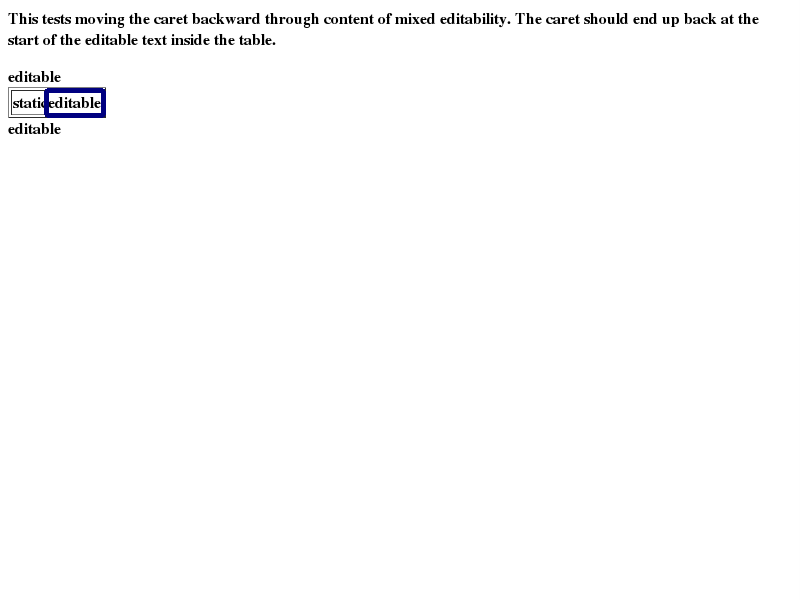 This tests moving the caret backward through content of mixed editability. The caret should end up back at the
start of the editable text inside the table.
editable
static editable
editable